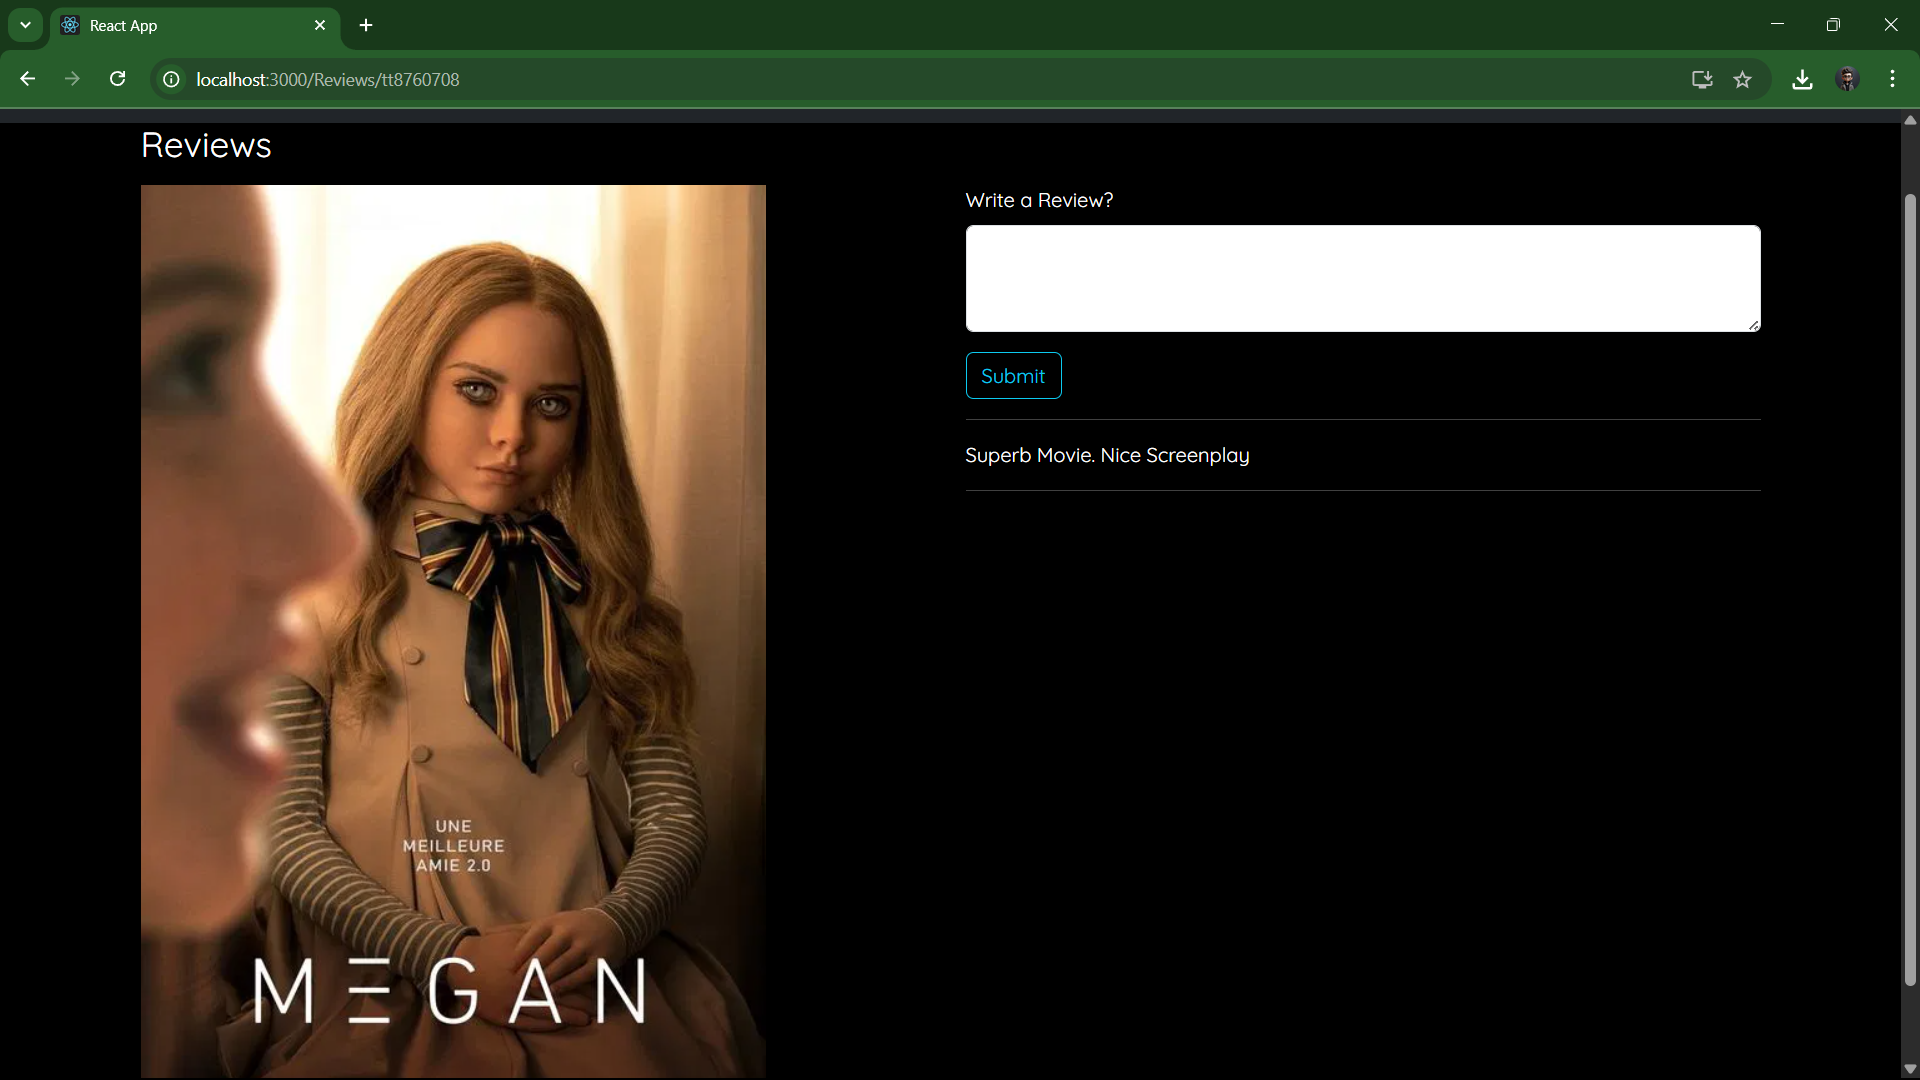 React App
localhost:3000/Reviews/tt8760708
Reviews
Write a Review?
Submit
Superb Movie. Nice Screenplay
UNE
MEILLEURE
AMIE 2.0
MEGAN